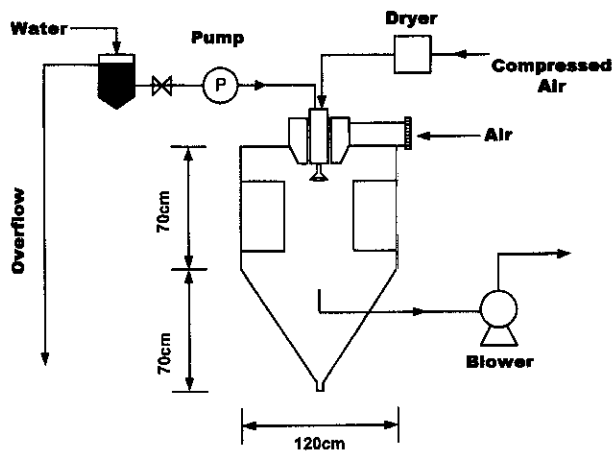 Dryer
Water
Pump
Compressed
Air
P
Air
70cm
Overflow
70cm
Blower
120cm